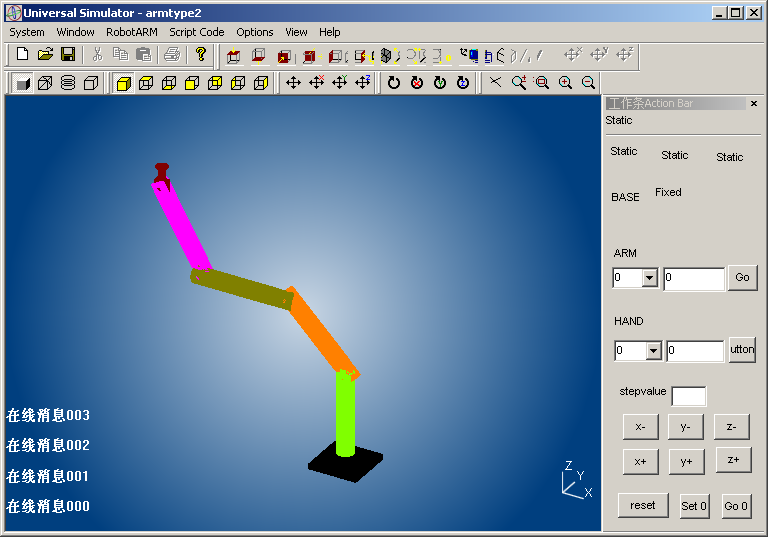 Universal Simulator - armtype2
System Window RobotARM Script Code Options View Help
工作条Action Bar
Static
Static Static Static
BASE Fixed
ARM
0 0 Go
HAND
0 0 utton
stepvalue
x- y- z-
x+ y+ z+
reset Set 0 Go 0
在线消息003
在线消息002
在线消息001
在线消息000
Z
Y
X